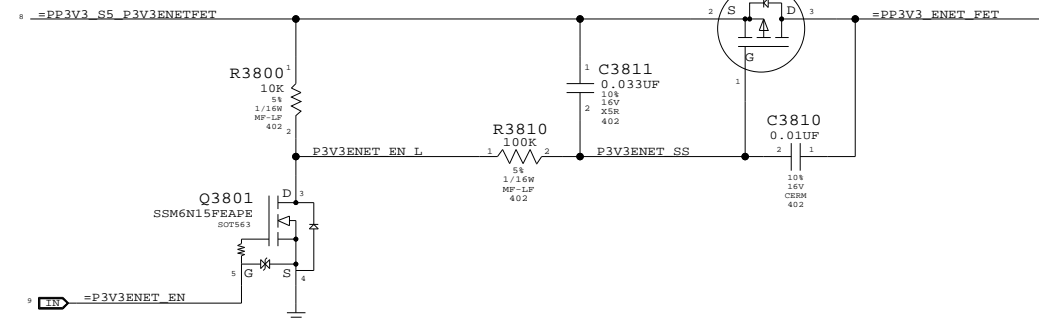 8 =PP3V3_S5_P3V3ENETFET
2 S D 3 =PP3V3_ENET_FET
G
1
R3800 1
10K
5%
1/16W
MF-LF
402
2
1 C3811
0.033UF
10%
16V
2 X5R
402
C3810
0.01UF
2 1
10%
16V
CERM
402
R3810
100K
P3V3ENET_EN_L 1 2 P3V3ENET_SS
5%
1/16W
MF-LF
402
Q3801
SSM6N15FEAPE
SOT563
D 3
5 G S 4
9 IN =P3V3ENET_EN